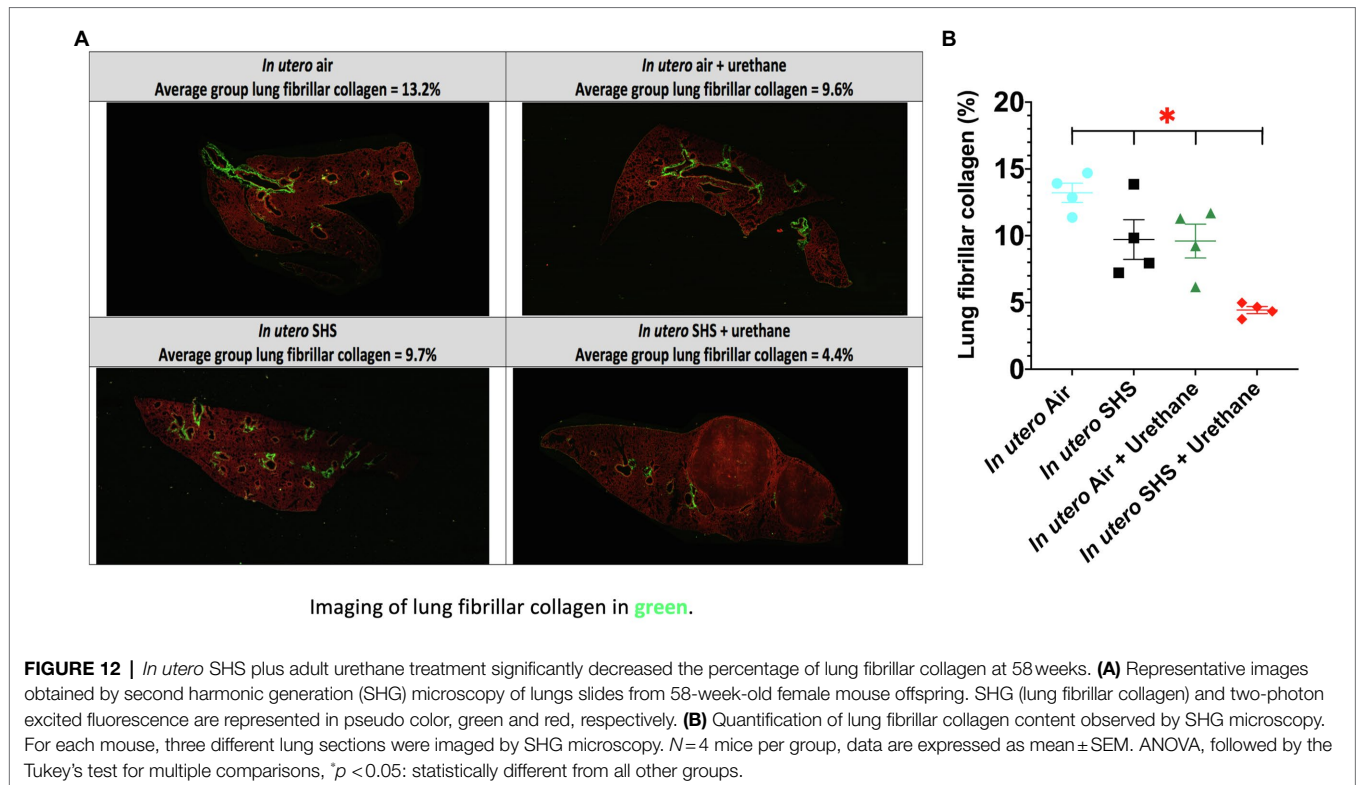 A
In utero air
Average group lung fibrillar collagen = 13.2%
In utero air + urethane
Average group lung fibrillar collagen = 9.6%
In utero SHS
Average group lung fibrillar collagen = 9.7%
In utero SHS + urethane
Average group lung fibrillar collagen = 4.4%
Imaging of lung fibrillar collagen in green.
B
Lung fibrillar collagen (%)
20
15
10
5
0
*
In utero Air
In utero SHS
In utero Air + Urethane
In utero SHS + Urethane
FIGURE 12 | In utero SHS plus adult urethane treatment significantly decreased the percentage of lung fibrillar collagen at 58 weeks. (A) Representative images
obtained by second harmonic generation (SHG) microscopy of lungs slides from 58-week-old female mouse offspring. SHG (lung fibrillar collagen) and two-photon
excited fluorescence are represented in pseudo color, green and red, respectively. (B) Quantification of lung fibrillar collagen content observed by SHG microscopy.
For each mouse, three different lung sections were imaged by SHG microscopy. N = 4 mice per group, data are expressed as mean ± SEM. ANOVA, followed by the
Tukey's test for multiple comparisons, *p < 0.05: statistically different from all other groups.